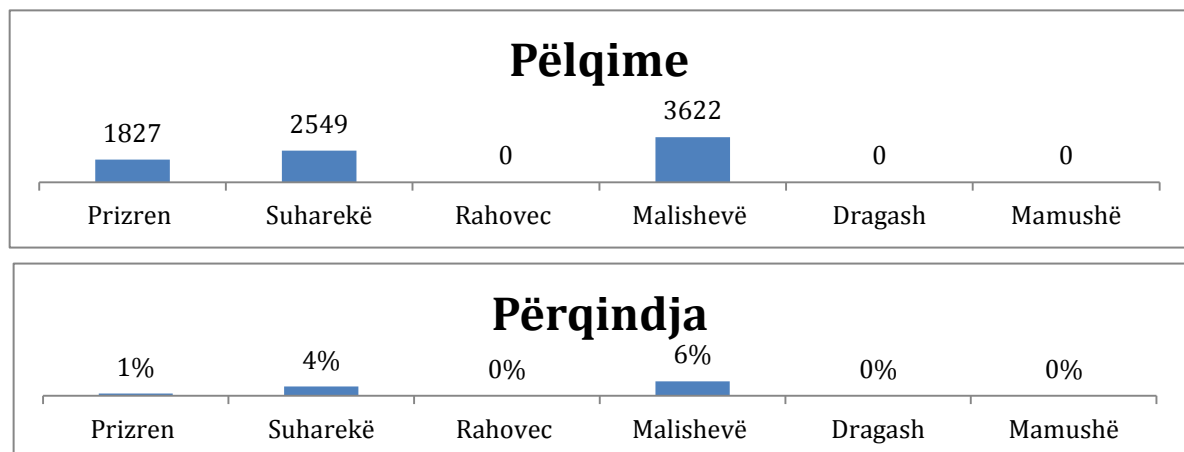 Pëlqime
1827 2549 0 3622 0 0
Prizren Suharekë Rahovec Malishevë Dragash Mamushë
Përqindja
1% 4% 0% 6% 0% 0%
Prizren Suharekë Rahovec Malishevë Dragash Mamushë